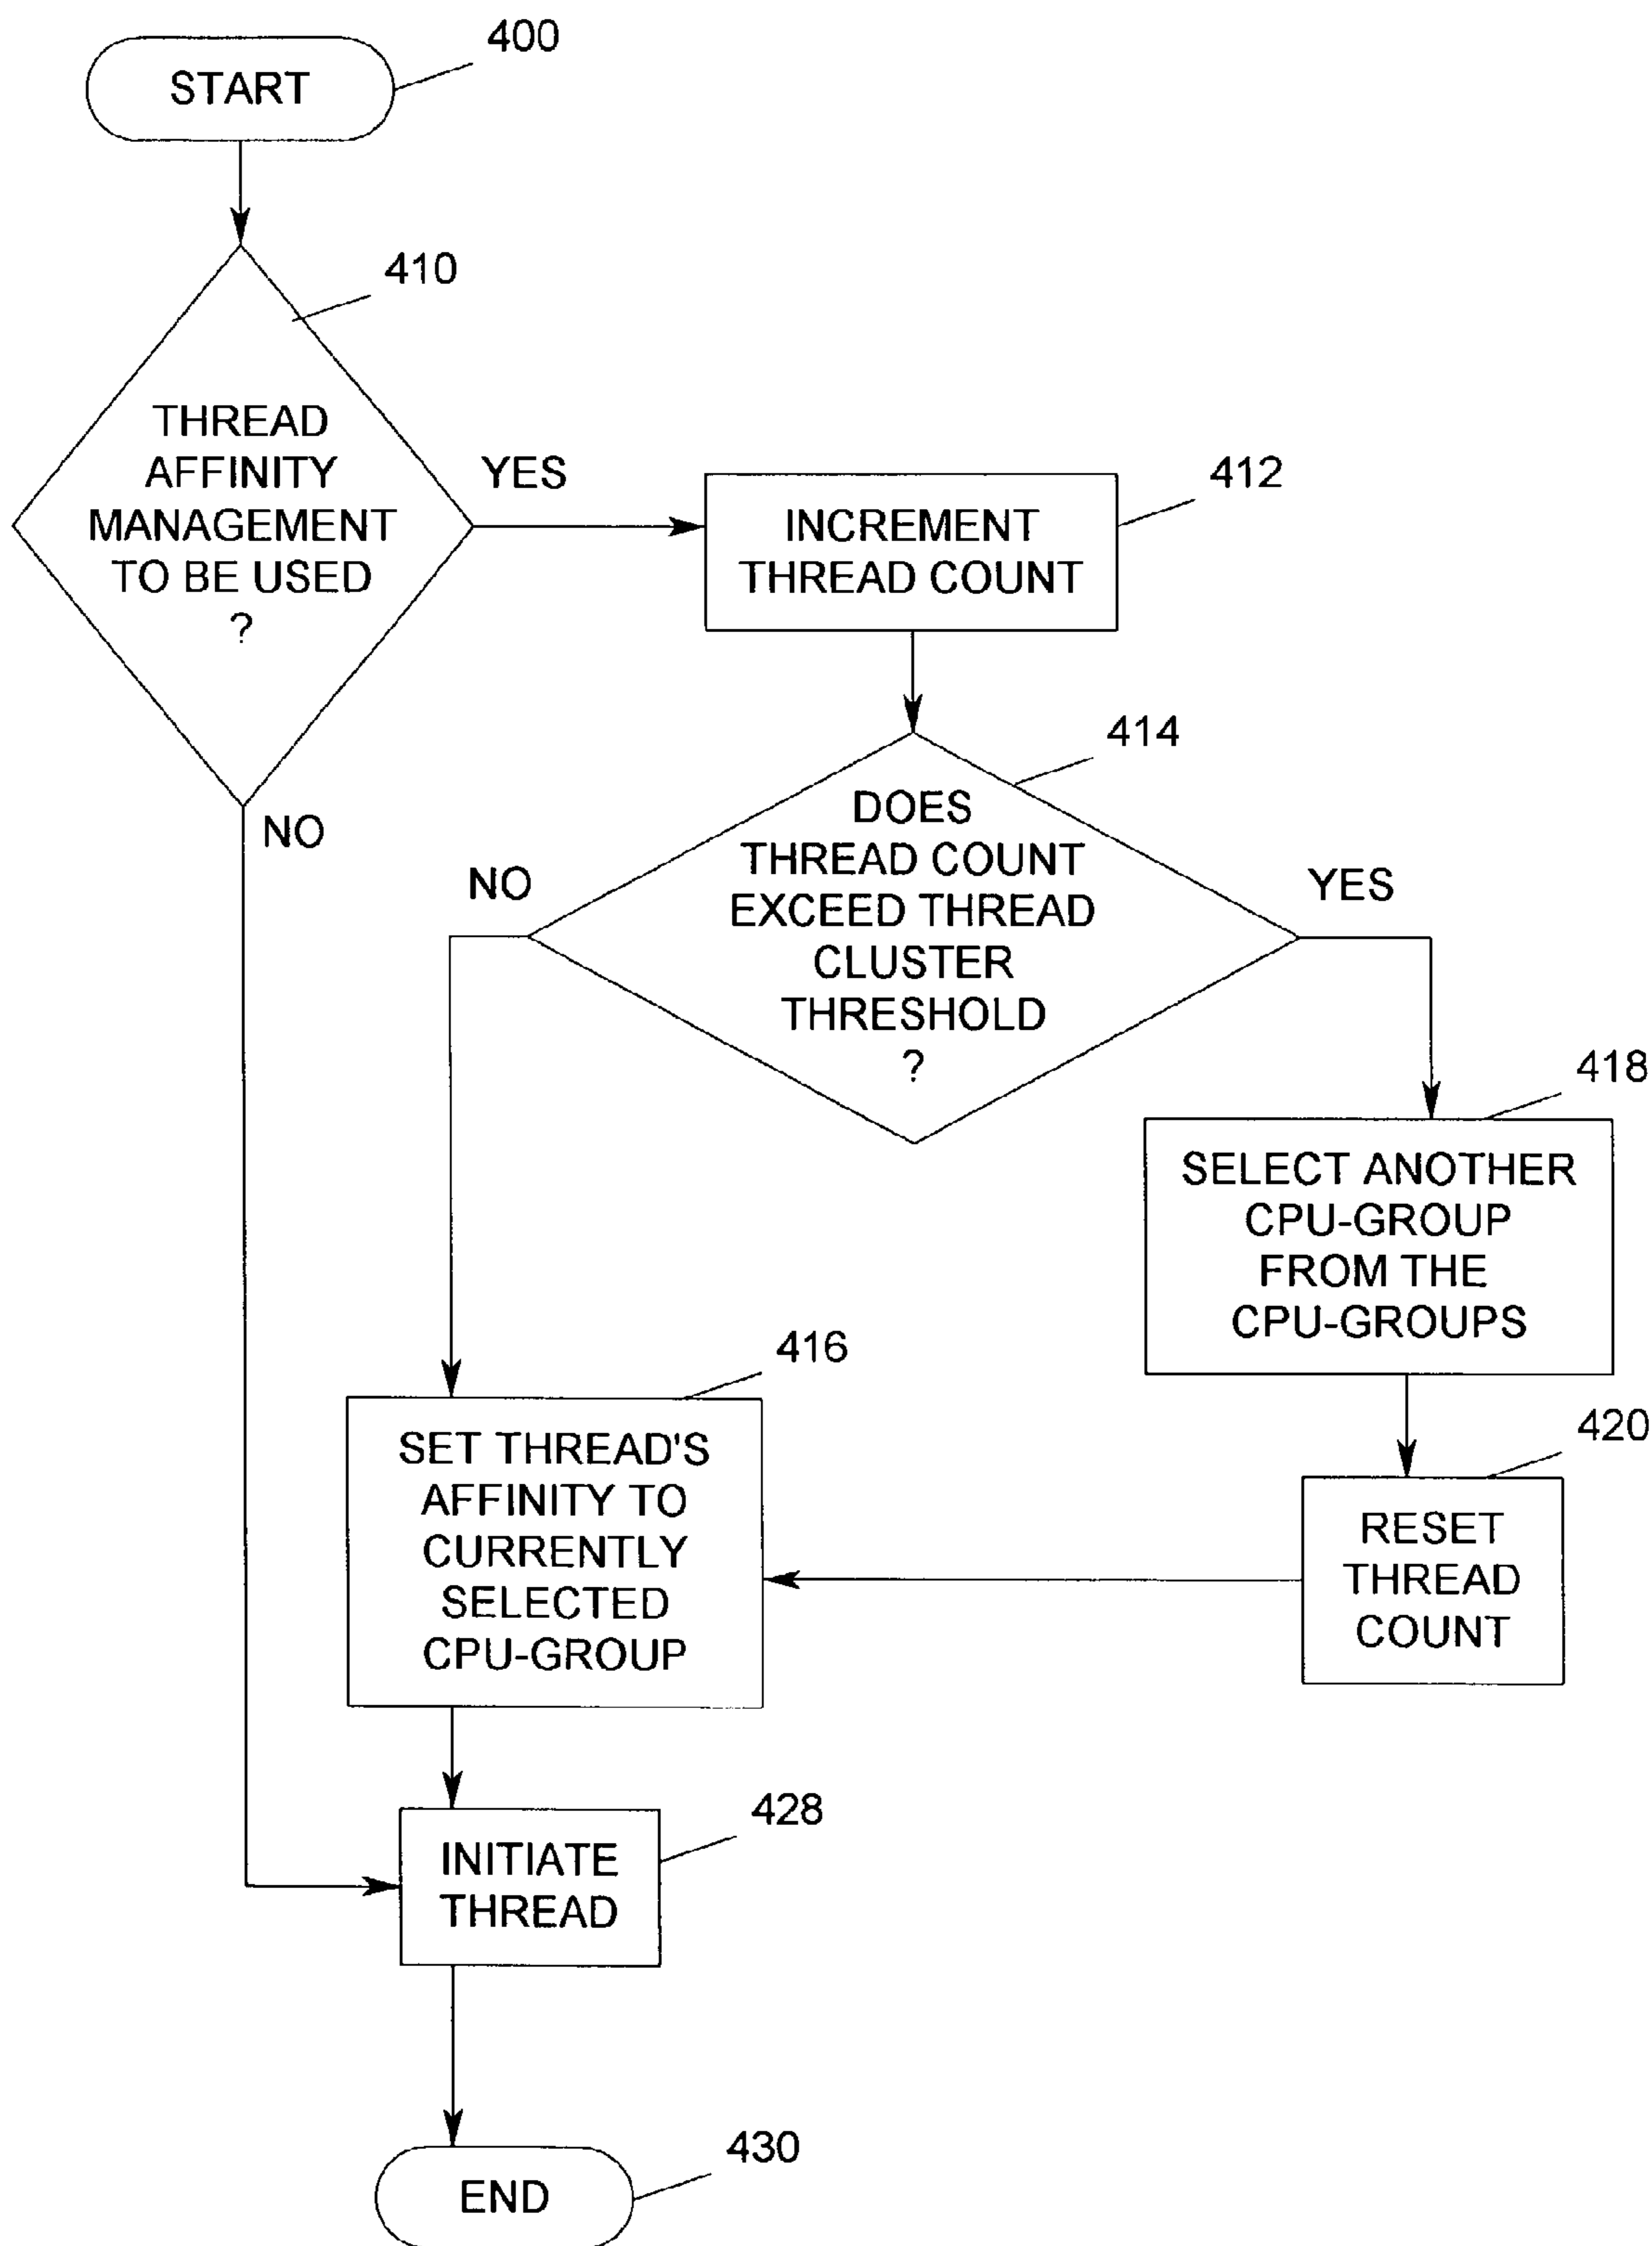 400
START
410
THREAD
AFFINITY
MANAGEMENT
TO BE USED
?
YES
NO
412
INCREMENT
THREAD COUNT
414
DOES
THREAD COUNT
EXCEED THREAD
CLUSTER
THRESHOLD
?
NO
YES
418
SELECT ANOTHER
CPU-GROUP
FROM THE
CPU-GROUPS
416
SET THREAD'S
AFFINITY TO
CURRENTLY
SELECTED
CPU-GROUP
420
RESET
THREAD
COUNT
428
INITIATE
THREAD
430
END